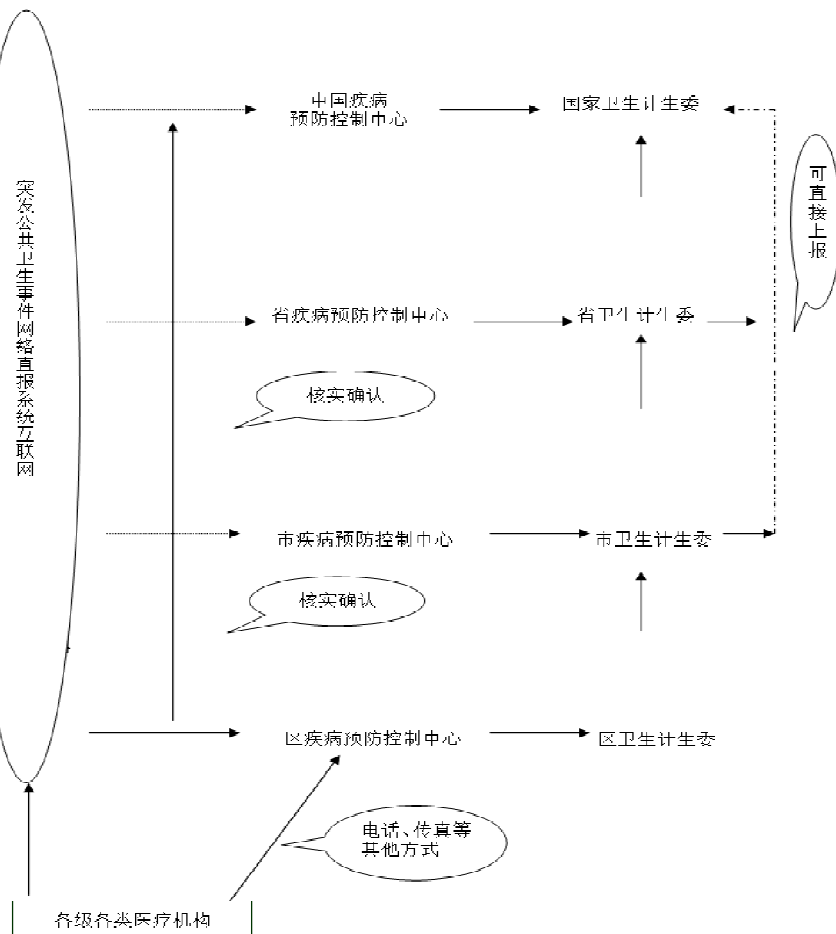 中国疾病
预防控制中心
国家卫生计生委
突发公共卫生事件网络直报系统互联网
可直接上报
省疾病预防控制中心
省卫生计生委
核实确认
市疾病预防控制中心
市卫生计生委
核实确认
区疾病预防控制中心
区卫生计生委
电话、传真等
其他方式
各级各类医疗机构